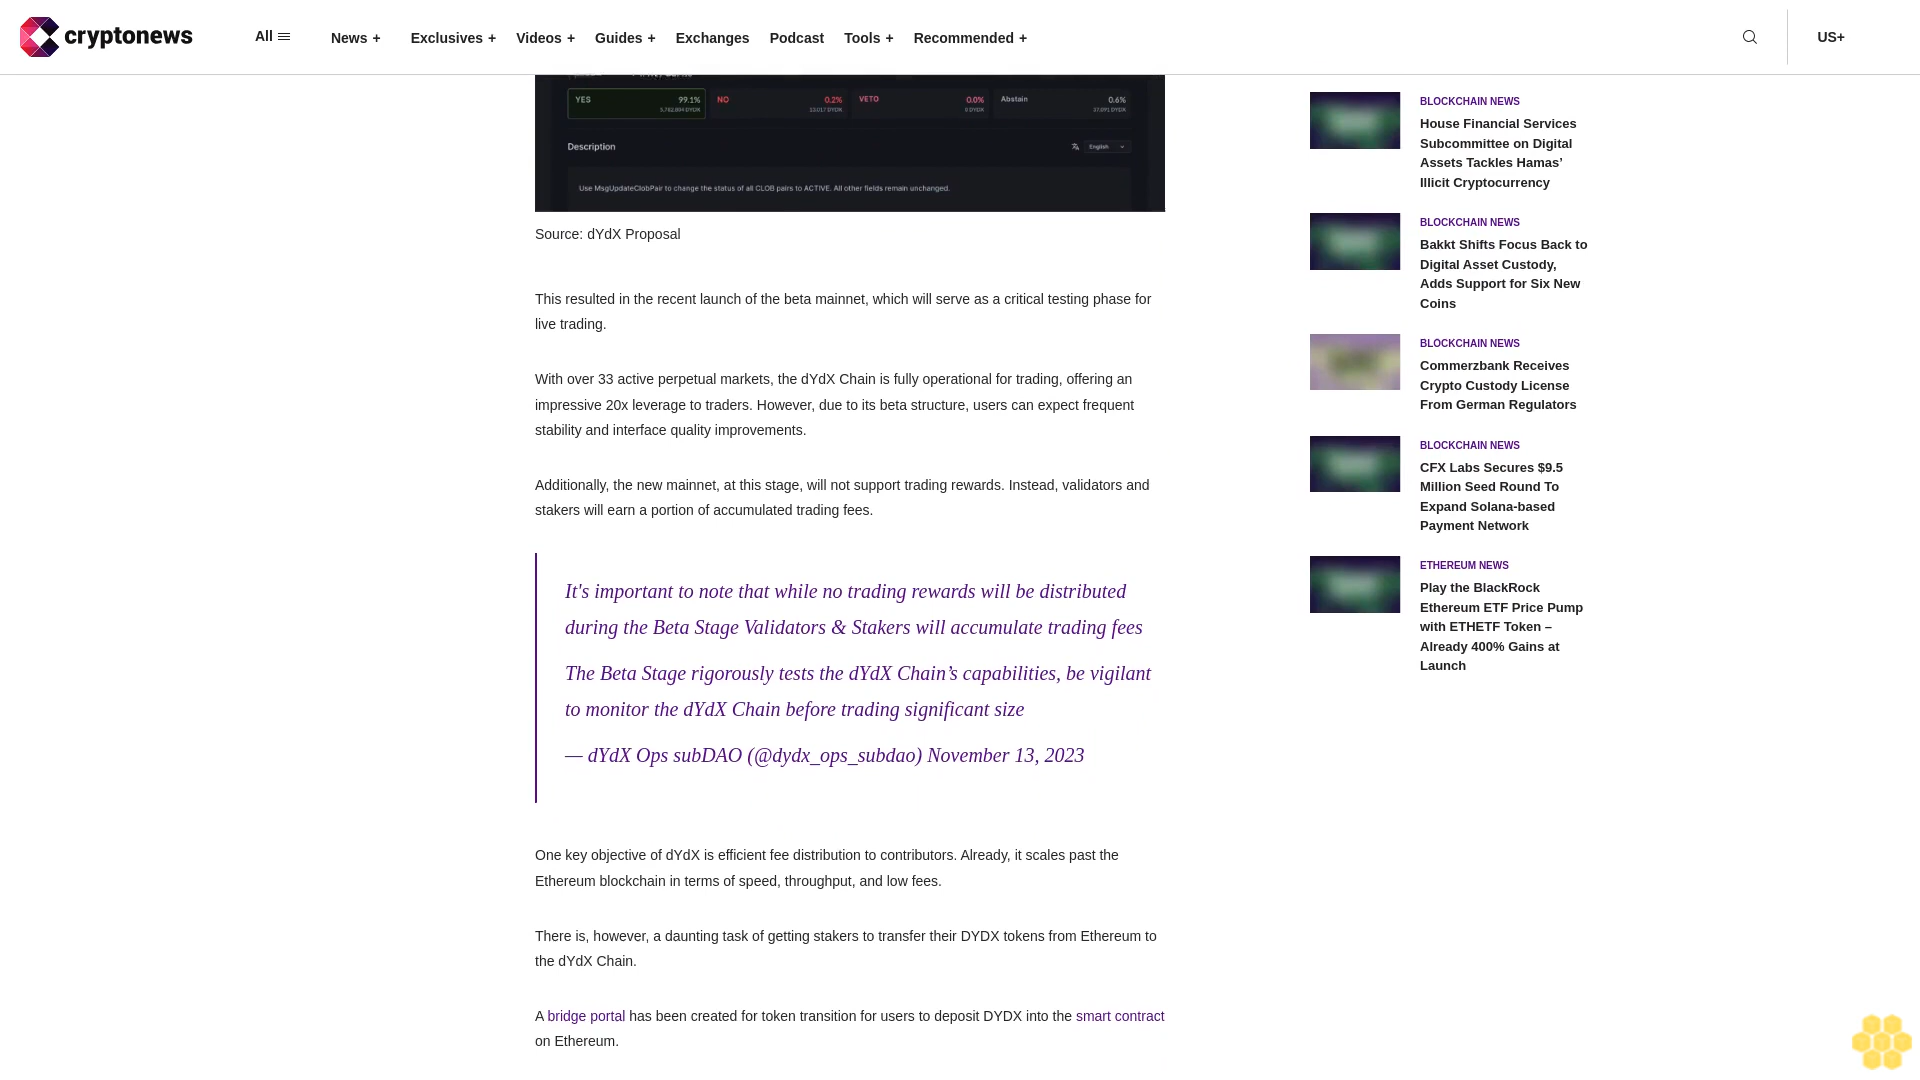 cryptonews
All
News +
Exclusives +
Videos +
Guides +
Exchanges
Podcast
Tools +
Recommended +
US+
YES 99.1%
5,782,894 DYDX
NO 0.2%
13,017 DYDX
VETO 0.0%
0 DYDX
Abstain 0.6%
37,091 DYDX
Description
English
Use MsgUpdateClobPair to change the status of all CLOB pairs to ACTIVE. All other fields remain unchanged.
Source: dYdX Proposal
This resulted in the recent launch of the beta mainnet, which will serve as a critical testing phase for
live trading.
With over 33 active perpetual markets, the dYdX Chain is fully operational for trading, offering an
impressive 20x leverage to traders. However, due to its beta structure, users can expect frequent
stability and interface quality improvements.
Additionally, the new mainnet, at this stage, will not support trading rewards. Instead, validators and
stakers will earn a portion of accumulated trading fees.
It's important to note that while no trading rewards will be distributed
during the Beta Stage Validators & Stakers will accumulate trading fees
The Beta Stage rigorously tests the dYdX Chain’s capabilities, be vigilant
to monitor the dYdX Chain before trading significant size
— dYdX Ops subDAO (@dydx_ops_subdao) November 13, 2023
One key objective of dYdX is efficient fee distribution to contributors. Already, it scales past the
Ethereum blockchain in terms of speed, throughput, and low fees.
There is, however, a daunting task of getting stakers to transfer their DYDX tokens from Ethereum to
the dYdX Chain.
A bridge portal has been created for token transition for users to deposit DYDX into the smart contract
on Ethereum.
BLOCKCHAIN NEWS
House Financial Services
Subcommittee on Digital
Assets Tackles Hamas’
Illicit Cryptocurrency
BLOCKCHAIN NEWS
Bakkt Shifts Focus Back to
Digital Asset Custody,
Adds Support for Six New
Coins
BLOCKCHAIN NEWS
Commerzbank Receives
Crypto Custody License
From German Regulators
BLOCKCHAIN NEWS
CFX Labs Secures $9.5
Million Seed Round To
Expand Solana-based
Payment Network
ETHEREUM NEWS
Play the BlackRock
Ethereum ETF Price Pump
with ETHETF Token –
Already 400% Gains at
Launch